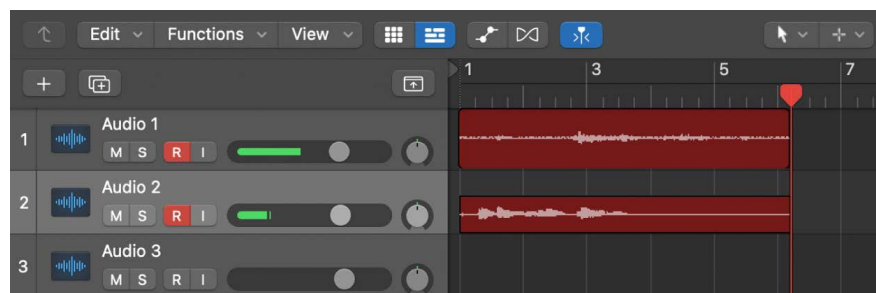 Edit Functions View
1 3 5 7
1 Audio 1
M S R I
2 Audio 2
M S R I
3 Audio 3
M S R I